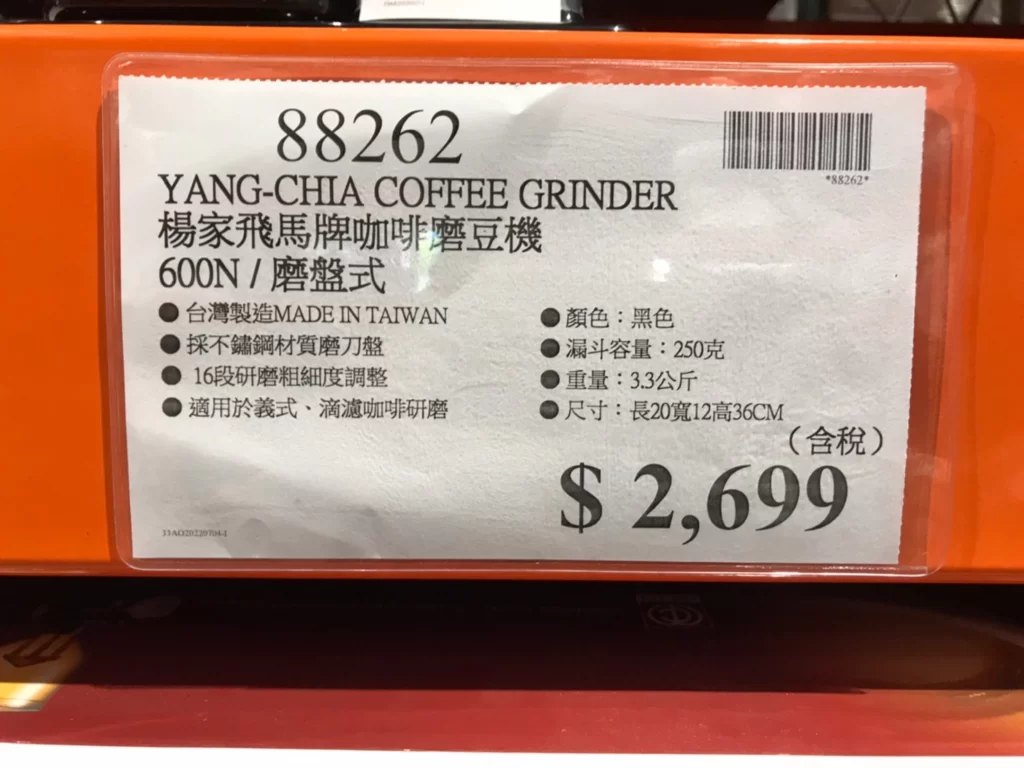 88262
*88262*
YANG-CHIA COFFEE GRINDER
楊家飛馬牌咖啡磨豆機
600N / 磨盤式
●台灣製造MADE IN TAIWAN
●採不鏽鋼材質磨刀盤
● 16段研磨粗細度調整
●適用於義式、滴濾咖啡研磨
●顏色：黑色
●漏斗容量：250克
●重量：3.3公斤
●尺寸：長20寬12高36CM
（含稅）
$ 2,699